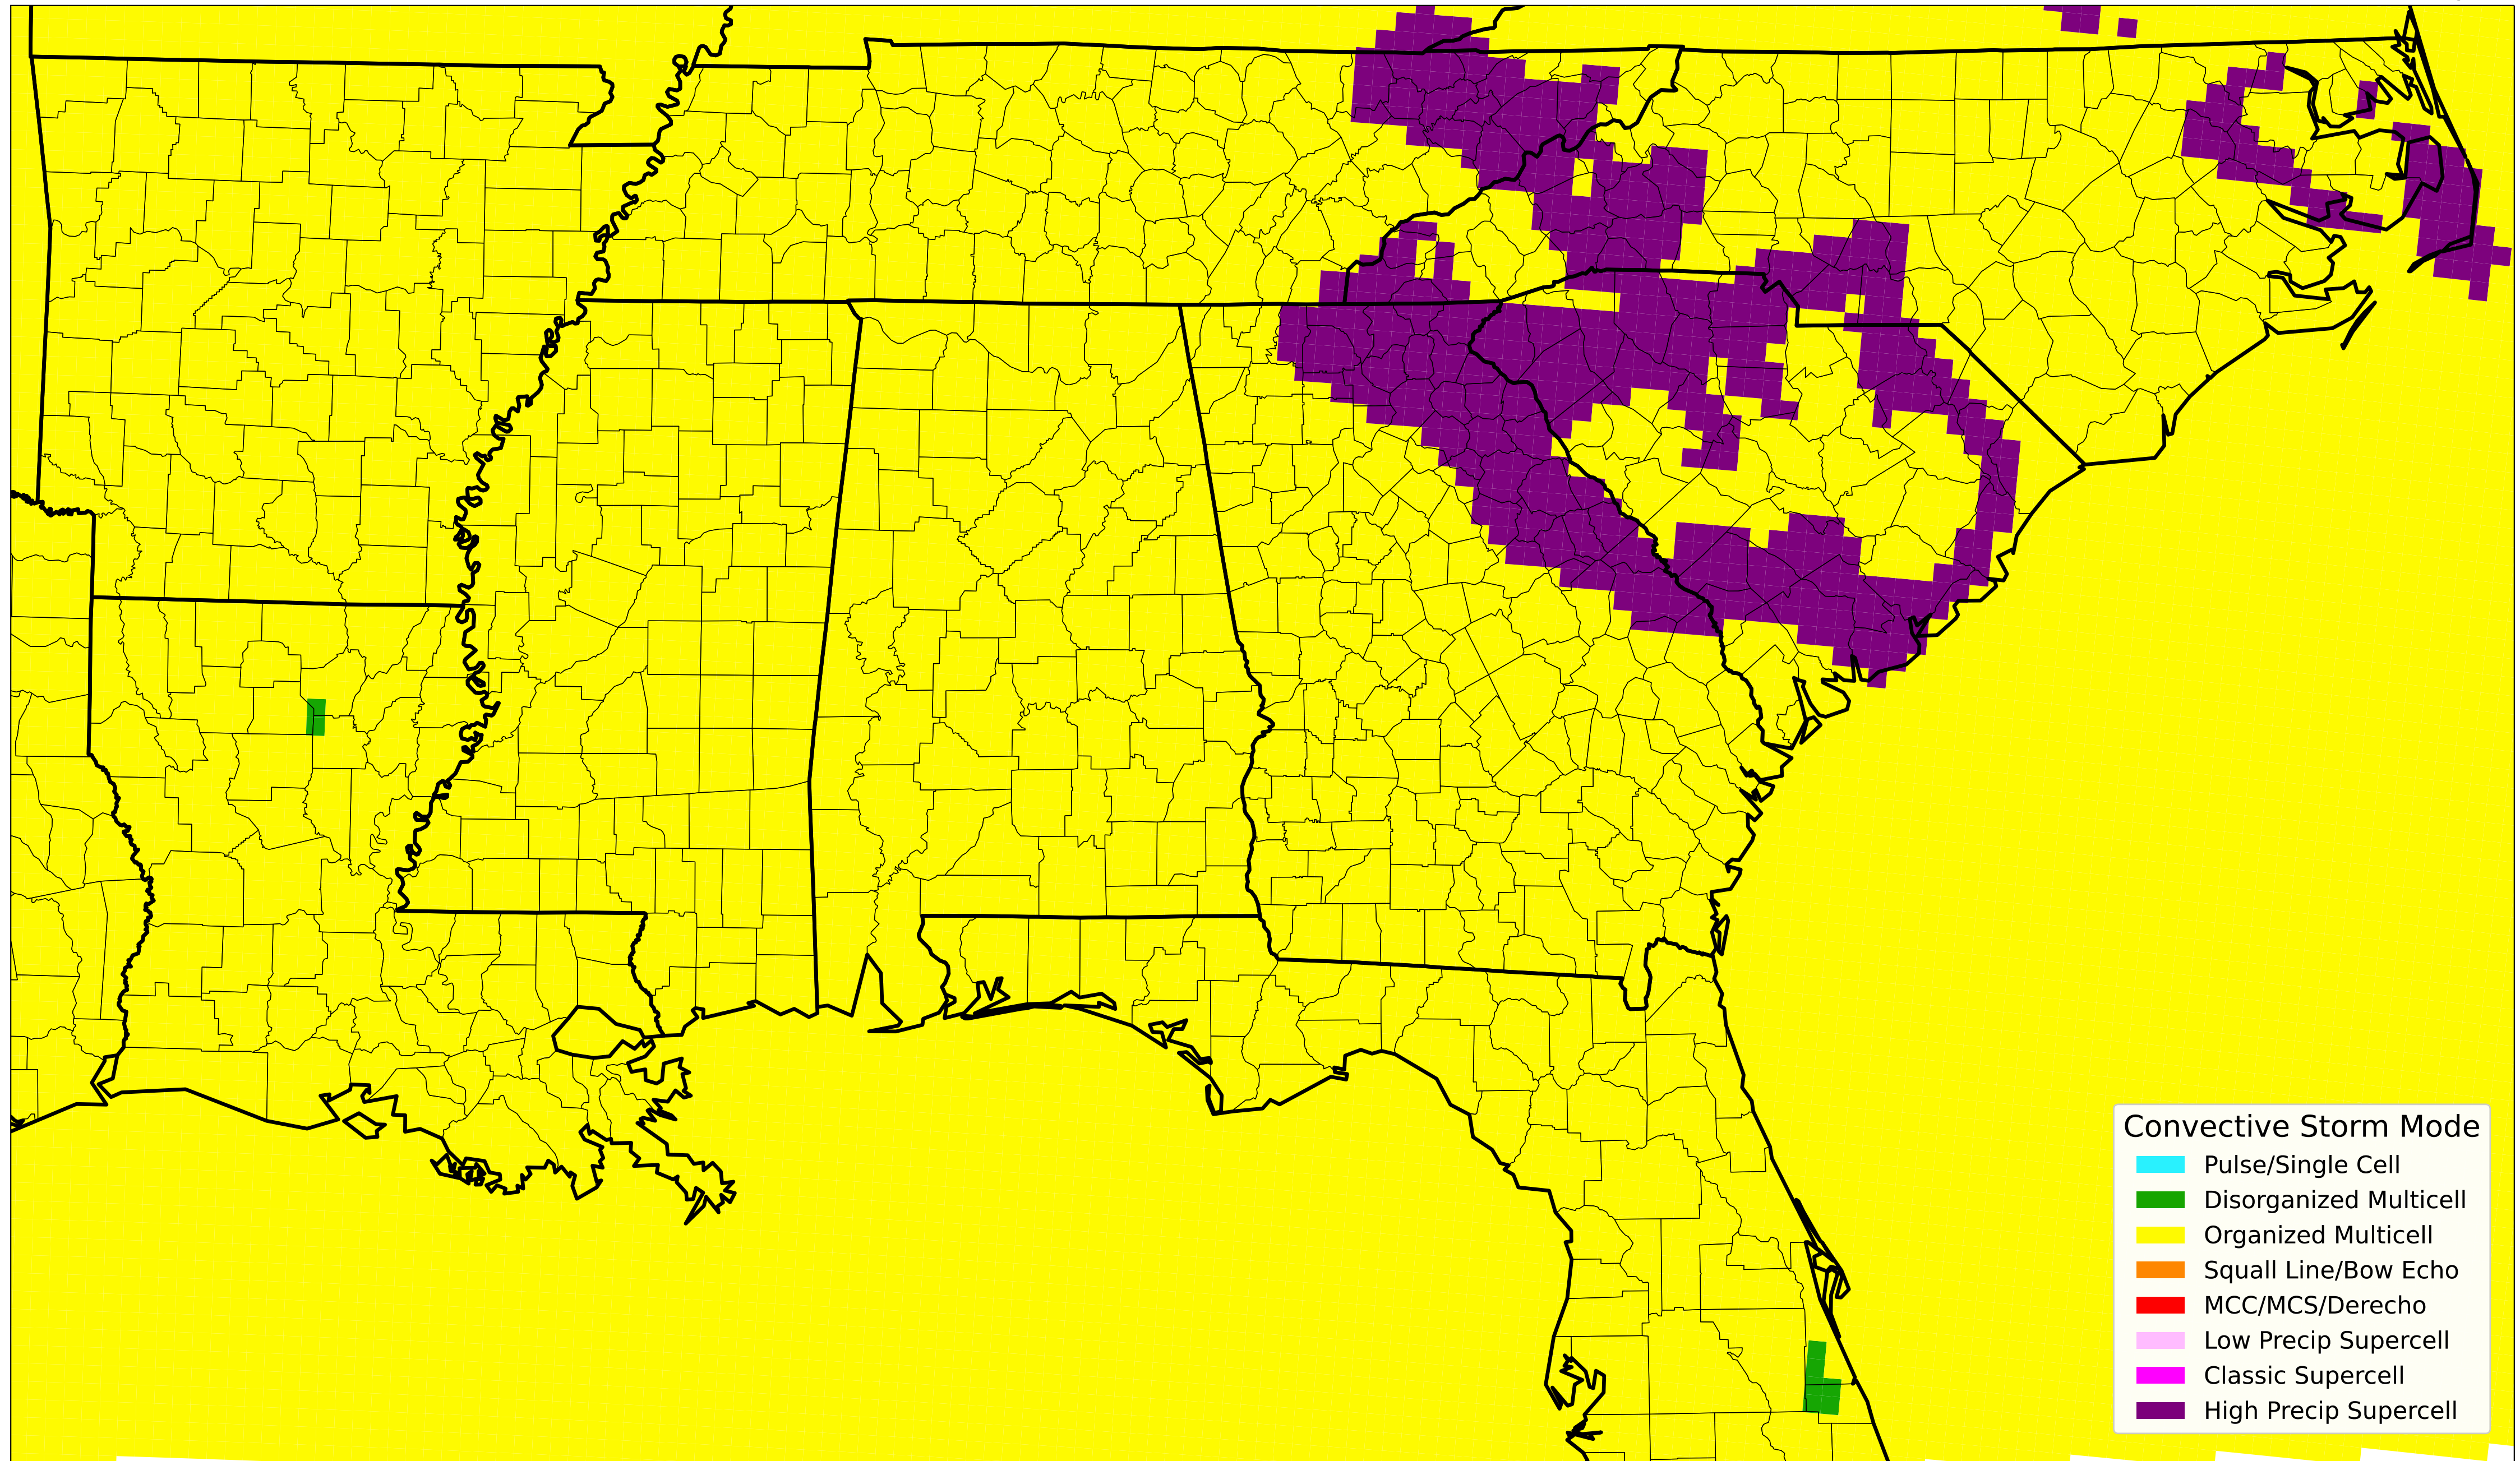 Convective Storm Mode
Pulse/Single Cell
Disorganized Multicell
Organized Multicell
Squall Line/Bow Echo
MCC/MCS/Derecho
Low Precip Supercell
Classic Supercell
High Precip Supercell